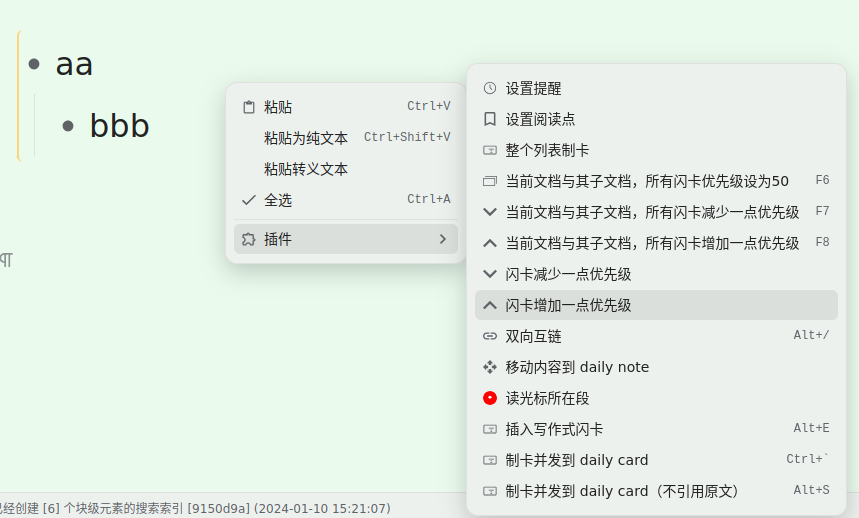 aa
bbb
¶
粘贴 Ctrl+V
粘贴为纯文本 Ctrl+Shift+V
粘贴转义文本
全选 Ctrl+A
插件
设置提醒
设置阅读点
整个列表制卡
当前文档与其子文档，所有闪卡优先级设为50 F6
当前文档与其子文档，所有闪卡减少一点优先级 F7
当前文档与其子文档，所有闪卡增加一点优先级 F8
闪卡减少一点优先级
闪卡增加一点优先级
双向互链 Alt+/
移动内容到 daily note
读光标所在段
插入写作式闪卡 Alt+E
制卡并发到 daily card Ctrl+`
制卡并发到 daily card（不引用原文） Alt+S
经创建 [6] 个块级元素的搜索索引 [9150d9a] (2024-01-10 15:21:07)